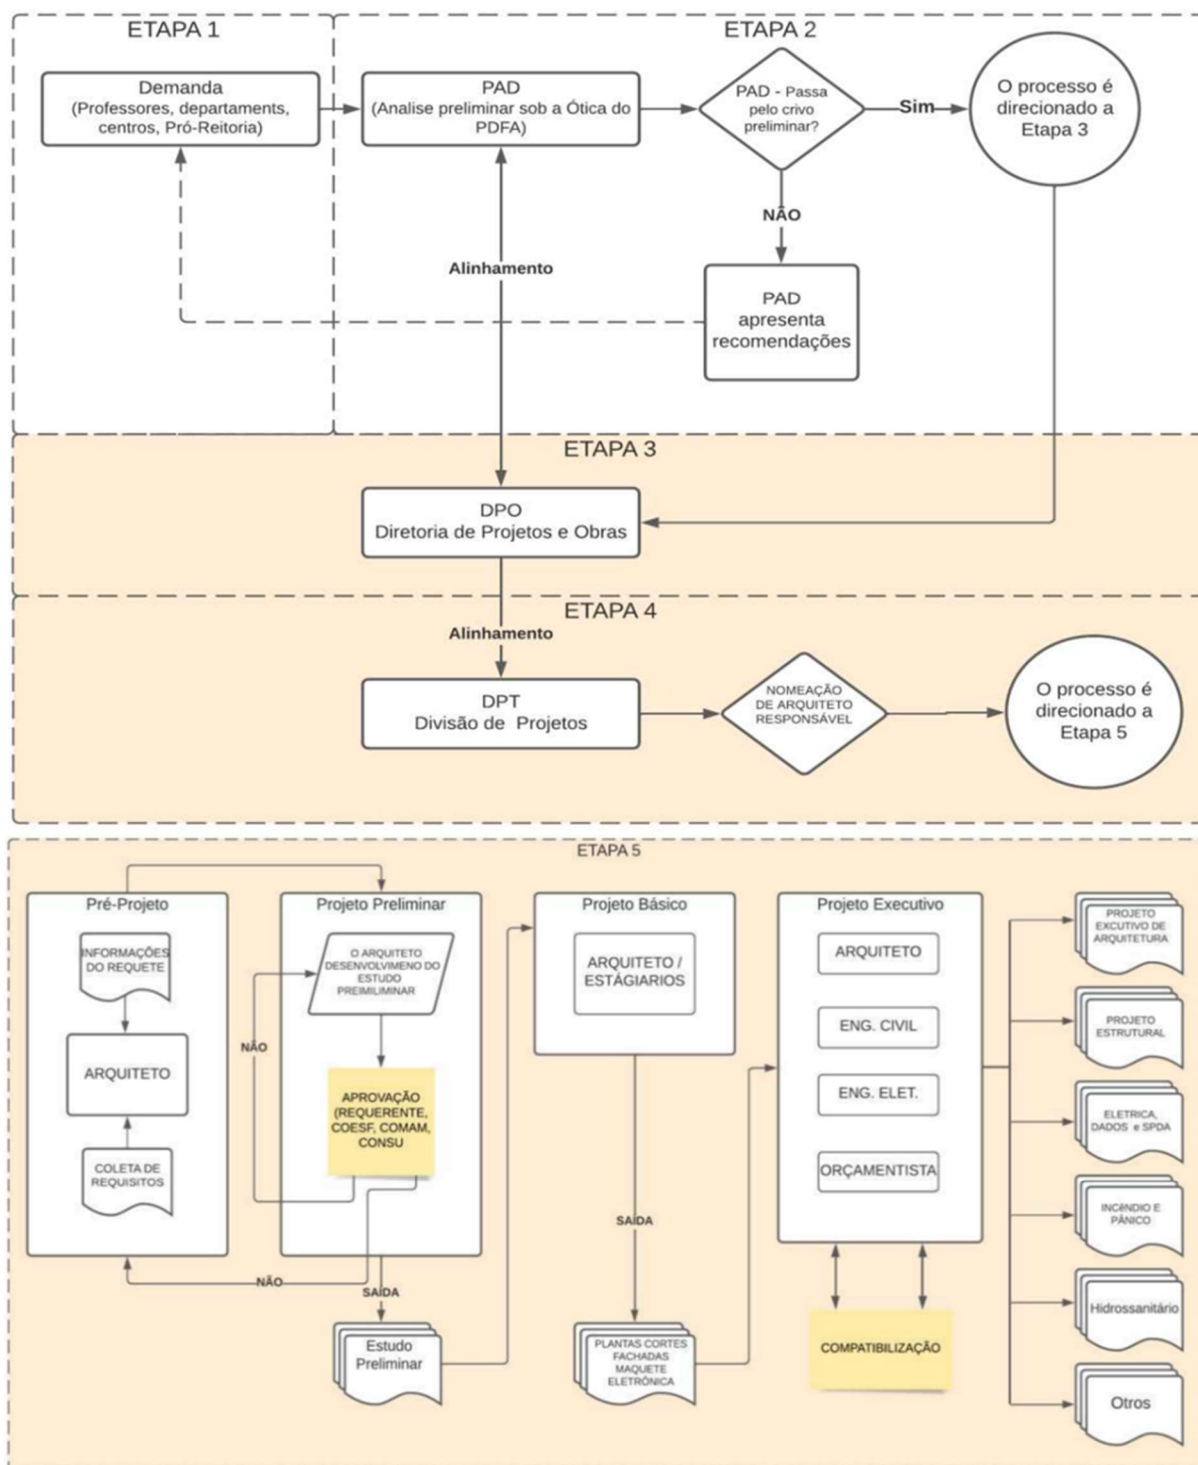 ETAPA 1
Demanda
(Professores, departaments,
centros, Pró-Reitoria)
ETAPA 2
PAD
(Analise preliminar sob a Ótica do
PDFA)
PAD - Passa
pelo crivo
preliminar?
Sim
O processo é
direcionado a
Etapa 3
NÃO
PAD
apresenta
recomendações
Alinhamento
ETAPA 3
DPO
Diretoria de Projetos e Obras
ETAPA 4
Alinhamento
DPT
Divisão de Projetos
NOMEAÇÃO
DE ARQUITETO
RESPONSÁVEL
O processo é
direcionado a
Etapa 5
ETAPA 5
Pré-Projeto
INFORMAÇÕES
DO REQUETE
ARQUITETO
COLETA DE
REQUISITOS
Projeto Preliminar
O ARQUITETO
DESENVOLVIMENO DO
ESTUDO
PREIMILIMINAR
NÃO
APROVAÇÃO
(REQUERENTE,
COESF, COMAM,
CONSU
NÃO
SAÍDA
Estudo
Preliminar
Projeto Básico
ARQUITETO /
ESTÁGIARIOS
SAÍDA
PLANTAS CORTES
FACHADAS
MAQUETE
ELETRÔNICA
Projeto Executivo
ARQUITETO
ENG. CIVIL
ENG. ELET.
ORÇAMENTISTA
COMPATIBILIZAÇÃO
PROJETO
EXCUTIVO DE
ARQUITETURA
PROJETO
ESTRUTURAL
ELETRICA,
DADOS e SPDA
INCêNDIO E
PÂNICO
Hidrossanitário
Otros